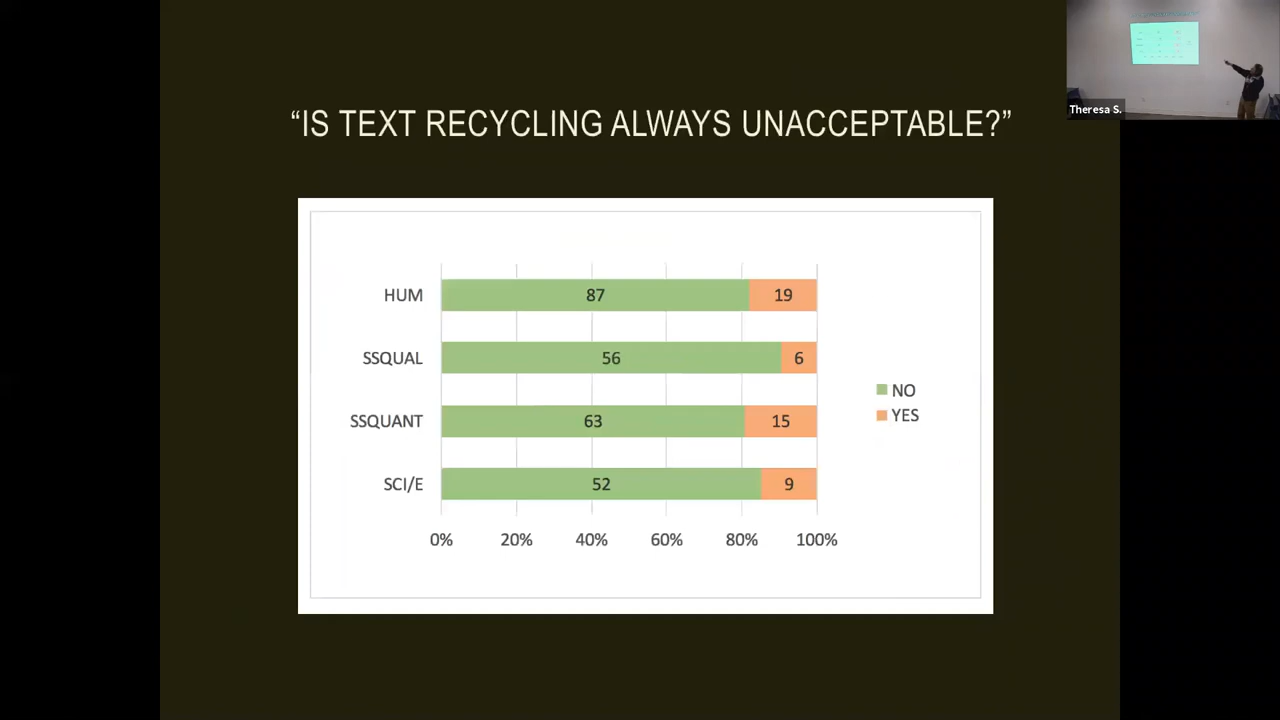 “IS TEXT RECYCLING ALWAYS UNACCEPTABLE?”
HUM 87 19
SSQUAL 56 6
SSQUANT 63 15
SCI/E 52 9
0% 20% 40% 60% 80% 100%
NO
YES
Theresa S.